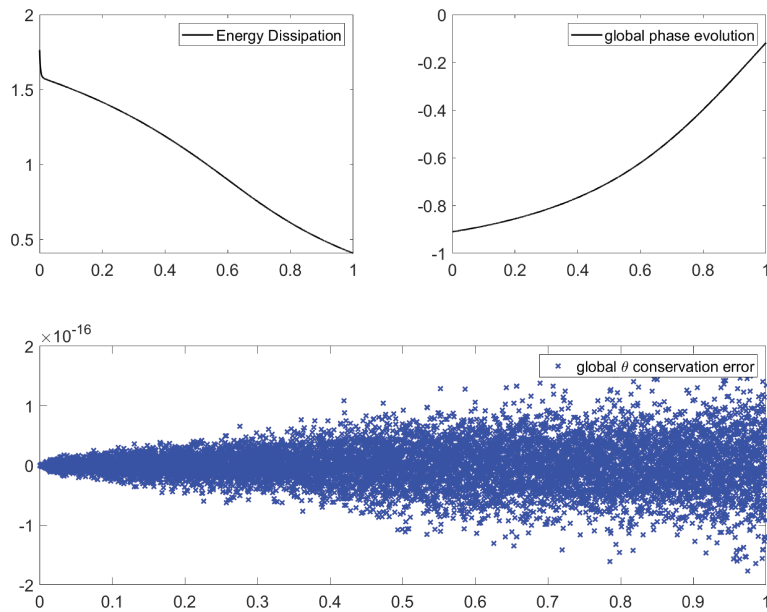 2
1.5
1
0.5
0 0.2 0.4 0.6 0.8 1
Energy Dissipation
0
-0.2
-0.4
-0.6
-0.8
-1
0 0.2 0.4 0.6 0.8 1
global phase evolution
×10-16
2
1
0
-1
-2
0 0.1 0.2 0.3 0.4 0.5 0.6 0.7 0.8 0.9 1
global θ conservation error